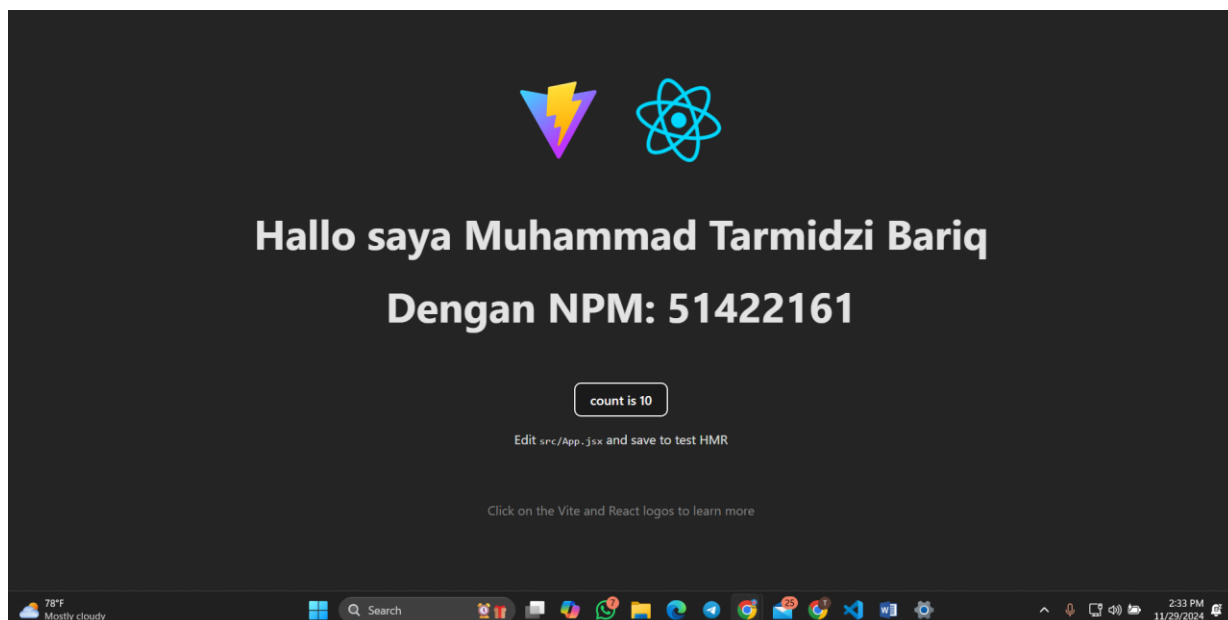 Hallo saya Muhammad Tarmidzi Bariq
Dengan NPM: 51422161
count is 10
Edit src/App.jsx and save to test HMR
Click on the Vite and React logos to learn more
78°F
Mostly cloudy
Search
7
25
2:33 PM
11/29/2024